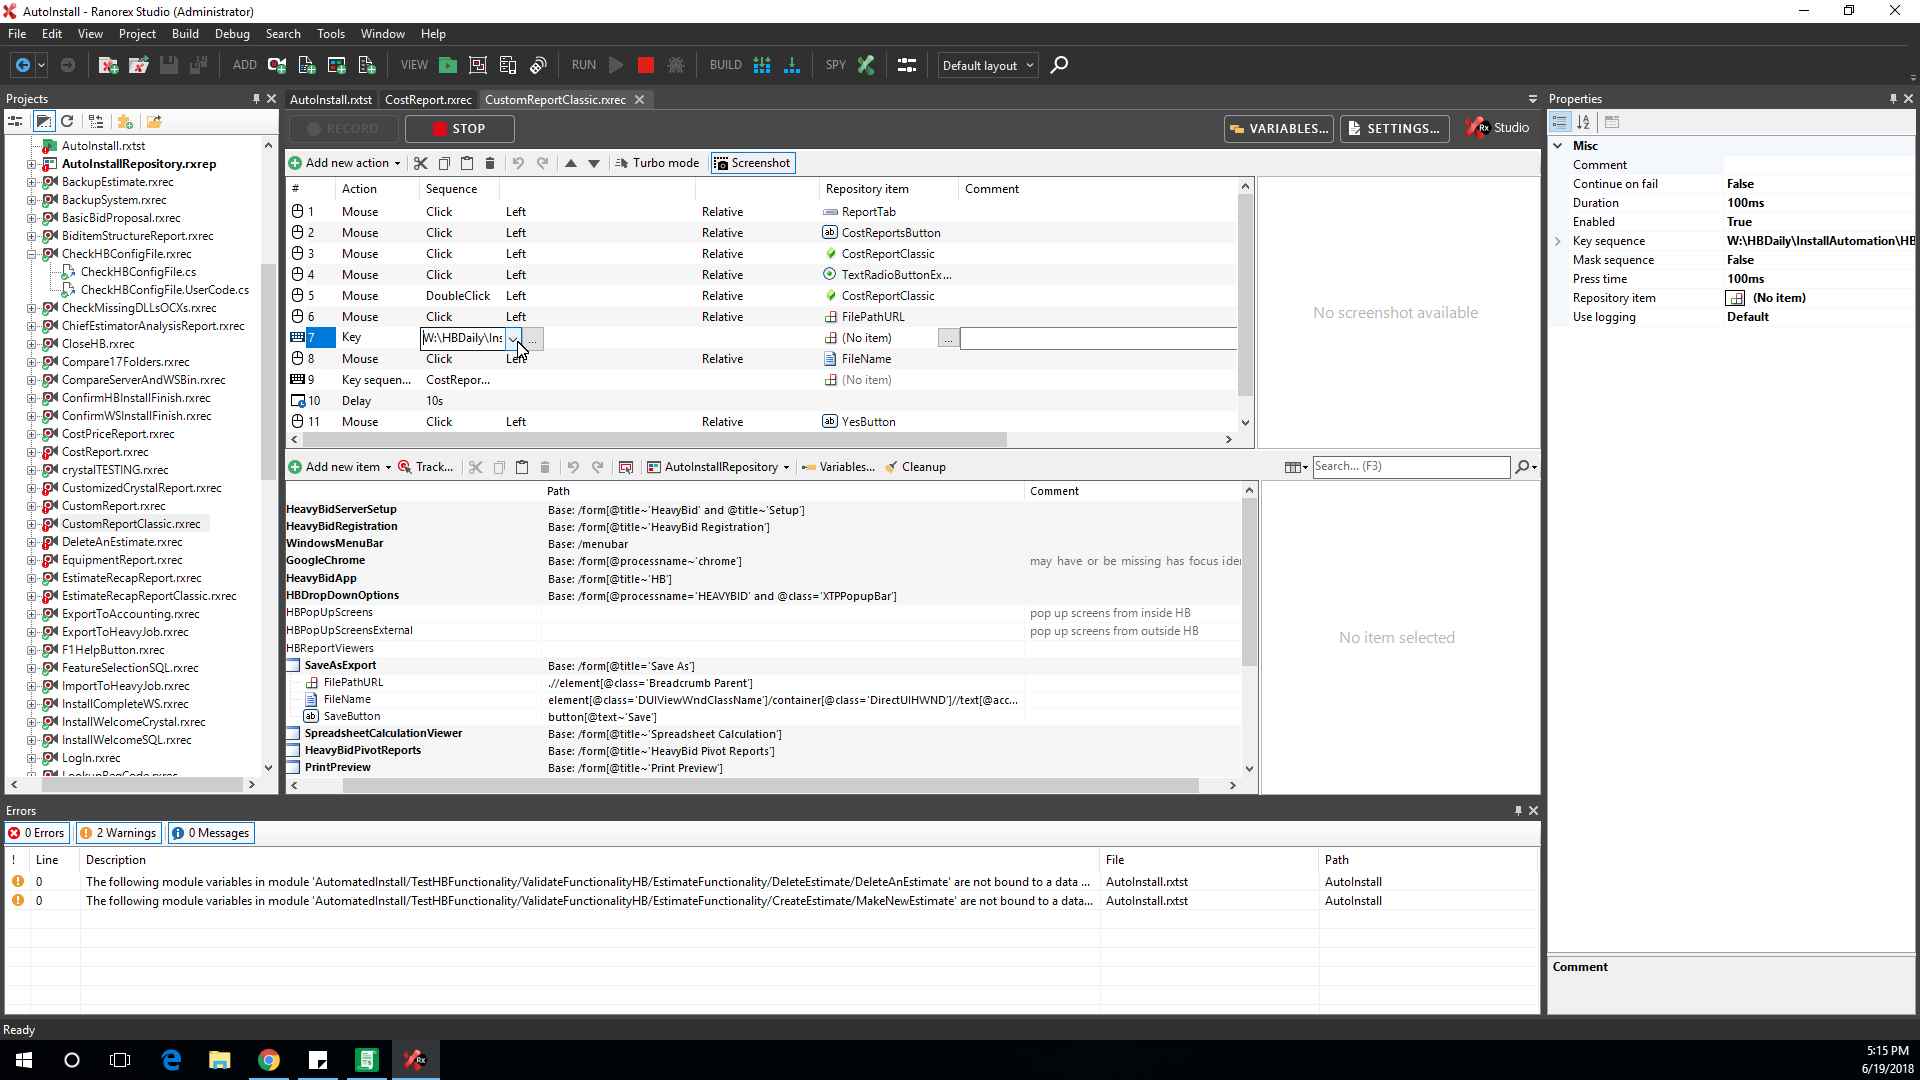 AutoInstall - Ranorex Studio (Administrator)
File Edit View Project Build Debug Search Tools Window Help
ADD VIEW RUN BUILD SPY Default layout
Projects
AutoInstall.rxtst
AutoInstallRepository.rxrep
BackupEstimate.rxrec
BackupSystem.rxrec
BasicBidProposal.rxrec
BiditemStructureReport.rxrec
CheckHBConfigFile.rxrec
CheckHBConfigFile.cs
CheckHBConfigFile.UserCode.cs
CheckMissingDLLsOCXs.rxrec
ChiefEstimatorAnalysisReport.rxrec
CloseHB.rxrec
Compare17Folders.rxrec
CompareServerAndWSBin.rxrec
ConfirmHBInstallFinish.rxrec
ConfirmWSInstallFinish.rxrec
CostPriceReport.rxrec
CostReport.rxrec
crystalTESTING.rxrec
CustomizedCrystalReport.rxrec
CustomReport.rxrec
CustomReportClassic.rxrec
DeleteAnEstimate.rxrec
EquipmentReport.rxrec
EstimateRecapReport.rxrec
EstimateRecapReportClassic.rxrec
ExportToAccounting.rxrec
ExportToHeavyJob.rxrec
F1HelpButton.rxrec
FeatureSelectionSQL.rxrec
ImportToHeavyJob.rxrec
InstallCompleteWS.rxrec
InstallWelcomeCrystal.rxrec
InstallWelcomeSQL.rxrec
LogIn.rxrec
AutoInstall.rxtst CostReport.rxrec CustomReportClassic.rxrec
RECORD STOP VARIABLES... SETTINGS... Rx Studio
Add new action Turbo mode Screenshot
# Action Sequence Repository item Comment
1 Mouse Click Left Relative ReportTab
2 Mouse Click Left Relative CostReportsButton
3 Mouse Click Left Relative CostReportClassic
4 Mouse Click Left Relative TextRadioButtonEx...
5 Mouse DoubleClick Left Relative CostReportClassic
6 Mouse Click Left Relative FilePathURL
7 Key W:\HBDaily\Ins ... (No item) ...
8 Mouse Click Left Relative FileName
9 Key sequen... CostRepor... (No item)
10 Delay 10s
11 Mouse Click Left Relative YesButton
No screenshot available
Add new item Track... AutoInstallRepository Variables... Cleanup Search... (F3)
Path Comment
HeavyBidServerSetup Base: /form[@title~'HeavyBid' and @title~'Setup']
HeavyBidRegistration Base: /form[@title~'HeavyBid Registration']
WindowsMenuBar Base: /menubar
GoogleChrome Base: /form[@processname~'chrome'] may have or be missing has focus iden
HeavyBidApp Base: /form[@title~'HB']
HBDropDownOptions Base: /form[@processname='HEAVYBID' and @class='XTPPopupBar']
HBPopUpScreens pop up screens from inside HB
HBPopUpScreensExternal pop up screens from outside HB
HBReportViewers
SaveAsExport Base: /form[@title='Save As']
FilePathURL .//element[@class='Breadcrumb Parent']
FileName element[@class='DUIViewWndClassName']/container[@class='DirectUIHWND']//text[@acc...
SaveButton button[@text~'Save']
SpreadsheetCalculationViewer Base: /form[@title~'Spreadsheet Calculation']
HeavyBidPivotReports Base: /form[@title~'HeavyBid Pivot Reports']
PrintPreview Base: /form[@title~'Print Preview']
No item selected
Properties
Misc
Comment
Continue on fail False
Duration 100ms
Enabled True
Key sequence W:\HBDaily\InstallAutomation\HB
Mask sequence False
Press time 100ms
Repository item (No item)
Use logging Default
Comment
Errors
0 Errors 2 Warnings 0 Messages
! Line Description File Path
0 The following module variables in module 'AutomatedInstall/TestHBFunctionality/ValidateFunctionalityHB/EstimateFunctionality/DeleteEstimate/DeleteAnEstimate' are not bound to a data ... AutoInstall.rxtst AutoInstall
0 The following module variables in module 'AutomatedInstall/TestHBFunctionality/ValidateFunctionalityHB/EstimateFunctionality/CreateEstimate/MakeNewEstimate' are not bound to a data... AutoInstall.rxtst AutoInstall
Ready
5:15 PM
6/19/2018